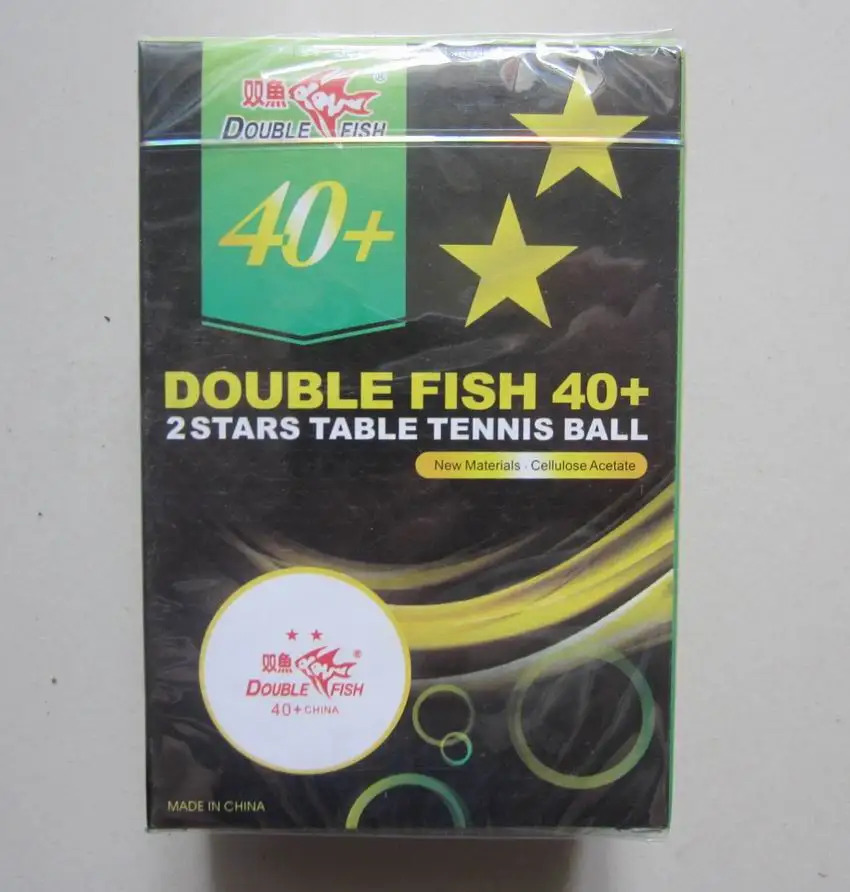 双魚 ®
DOUBLE FISH
40+
DOUBLE FISH 40+
2 STARS TABLE TENNIS BALL
New Materials · Cellulose Acetate
双魚 ®
DOUBLE FISH
40+ CHINA
MADE IN CHINA